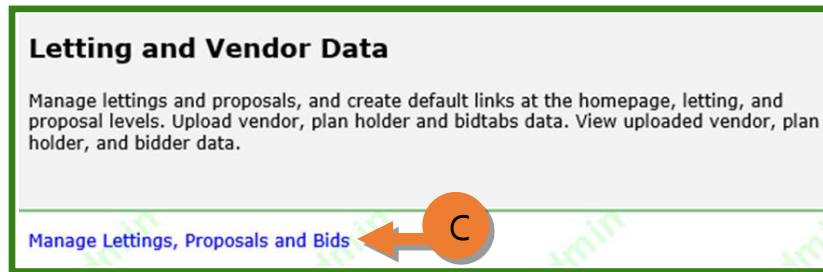 Letting and Vendor Data
Manage lettings and proposals, and create default links at the homepage, letting, and
proposal levels. Upload vendor, plan holder and bidtabs data. View uploaded vendor, plan
holder, and bidder data.
Manage Lettings, Proposals and Bids
C